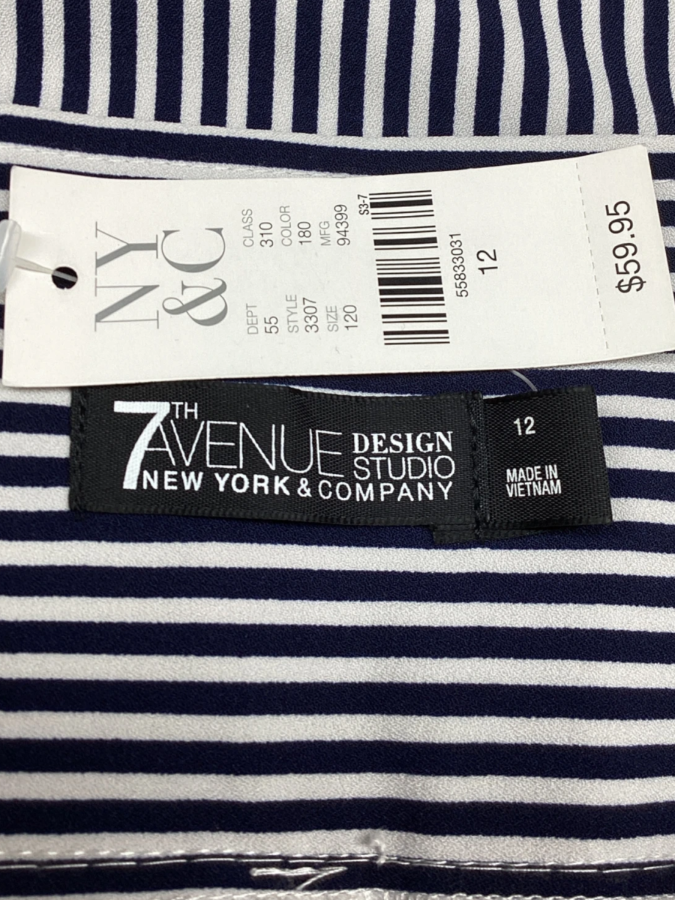 NY
&C
DEPT CLASS
55 310
STYLE COLOR
3307 180
SIZE MFG
120 94399
S3-7
55833031
12
$59.95
7TH
AVENUE DESIGN
STUDIO
NEW YORK & COMPANY
12
MADE IN
VIETNAM